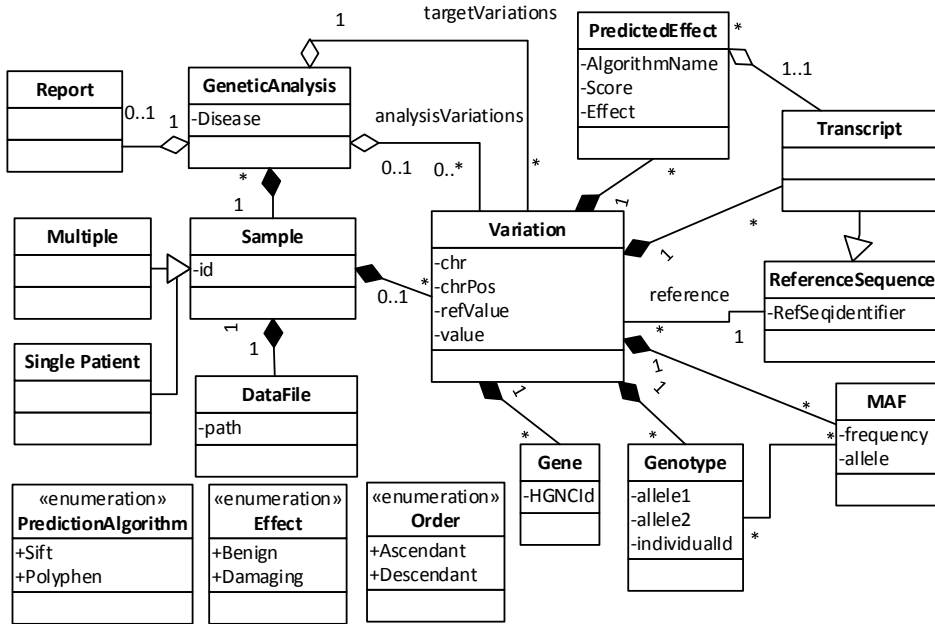 1
targetVariations
PredictedEffect
-AlgorithmName
-Score
-Effect
*
1..1
Report
0..1
1
GeneticAnalysis
-Disease
analysisVariations
0..1
0..*
*
*
Transcript
*
1
Multiple
Sample
-id
0..1
*
Variation
-chr
-chrPos
-refValue
-value
1
1
*
ReferenceSequence
-RefSeqidentifier
reference
*
1
1
1
Single Patient
DataFile
-path
1
1
1
*
*
MAF
-frequency
-allele
*
*
Gene
-HGNCId
Genotype
-allele1
-allele2
-individualId
*
«enumeration»
PredictionAlgorithm
+Sift
+Polyphen
«enumeration»
Effect
+Benign
+Damaging
«enumeration»
Order
+Ascendant
+Descendant